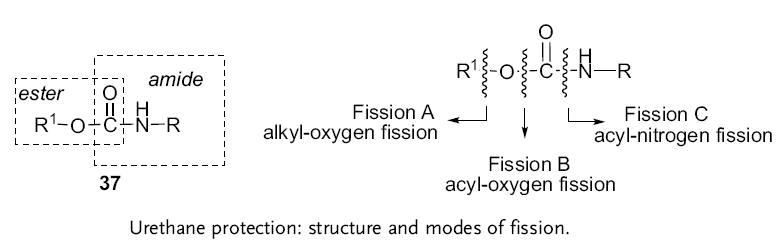 ester
amide
O
H
R1–O–C–N–R
37
O
H
R1–O–C–N–R
Fission A
alkyl-oxygen fission
Fission B
acyl-oxygen fission
Fission C
acyl-nitrogen fission
Urethane protection: structure and modes of fission.